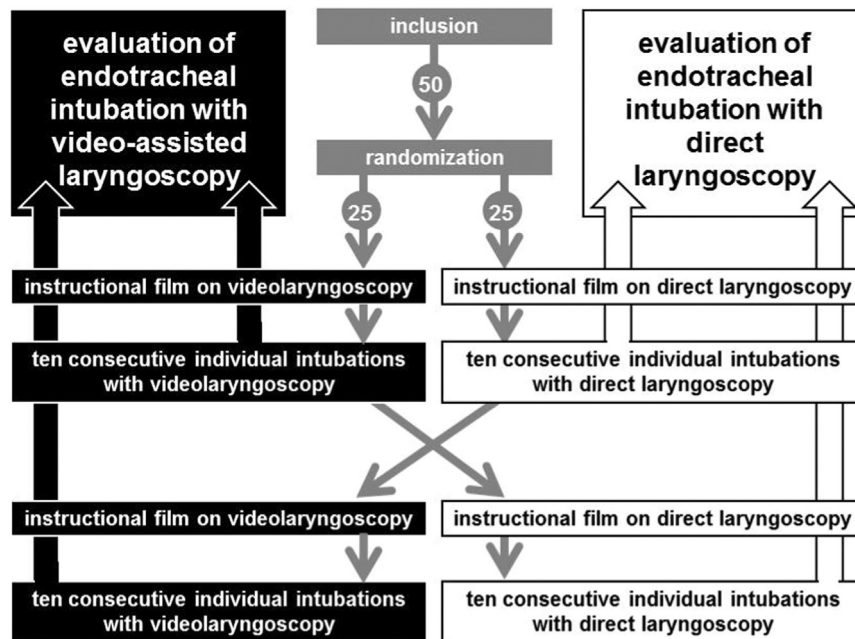 evaluation of
endotracheal
intubation with
video-assisted
laryngoscopy
inclusion
50
randomization
25
25
evaluation of
endotracheal
intubation with
direct
laryngoscopy
instructional film on videolaryngoscopy
instructional film on direct laryngoscopy
ten consecutive individual intubations
with videolaryngoscopy
ten consecutive individual intubations
with direct laryngoscopy
instructional film on videolaryngoscopy
instructional film on direct laryngoscopy
ten consecutive individual intubations
with videolaryngoscopy
ten consecutive individual intubations
with direct laryngoscopy